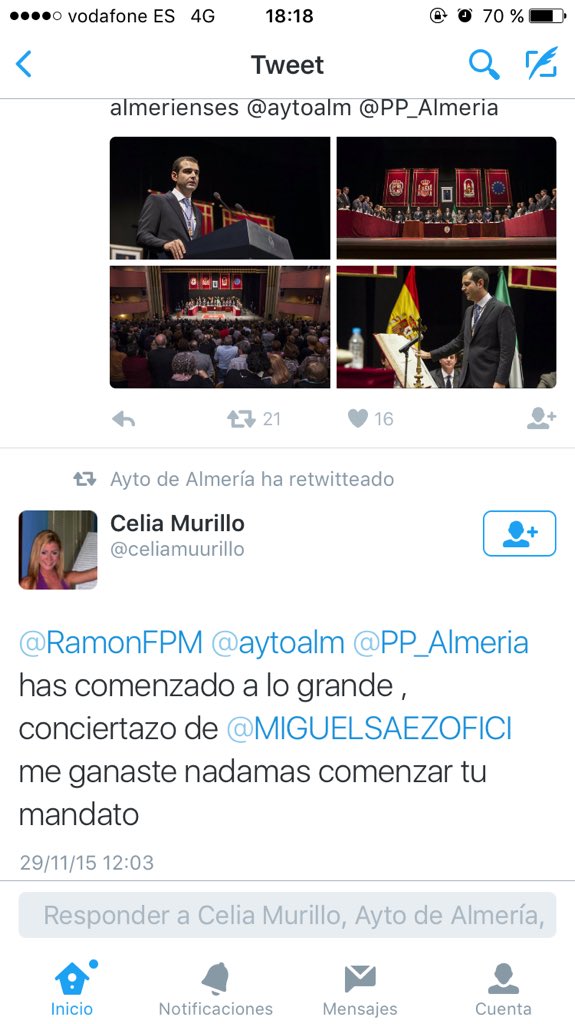 vodafone ES 4G 18:18 70 %
Tweet
almerienses @aytoalm @PP_Almeria
21 16
Ayto de Almería ha retwitteado
Celia Murillo
@celiamuurillo
@RamonFPM @aytoalm @PP_Almeria
has comenzado a lo grande ,
conciertazo de @MIGUELSAEZOFICI
me ganaste nadamas comenzar tu
mandato
29/11/15 12:03
Responder a Celia Murillo, Ayto de Almería,
Inicio Notificaciones Mensajes Cuenta